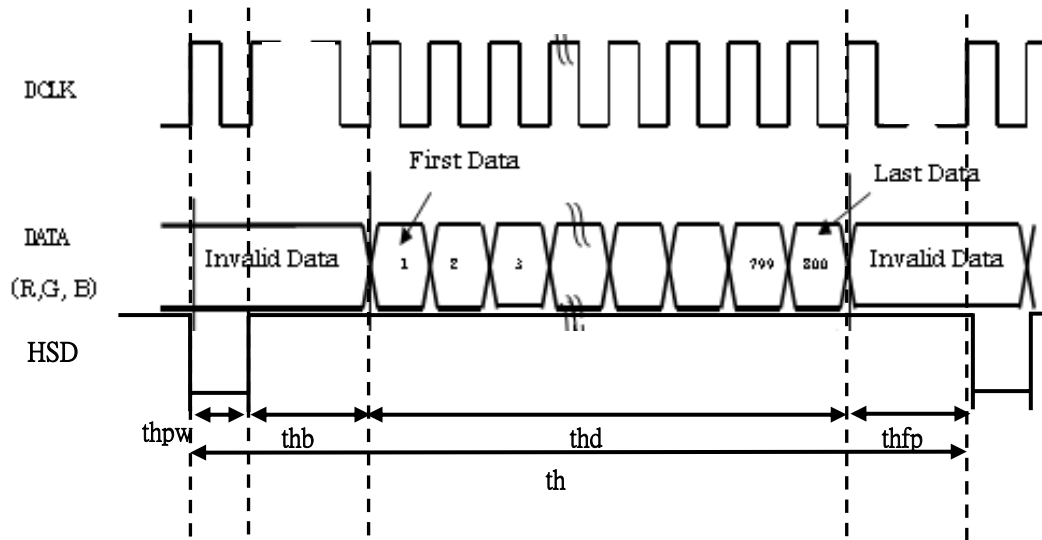 DCLK
First Data
Last Data
DATA
(R,G, B)
Invalid Data
1
2
3
799
800
Invalid Data
HSD
thpw
thb
thd
thfp
th